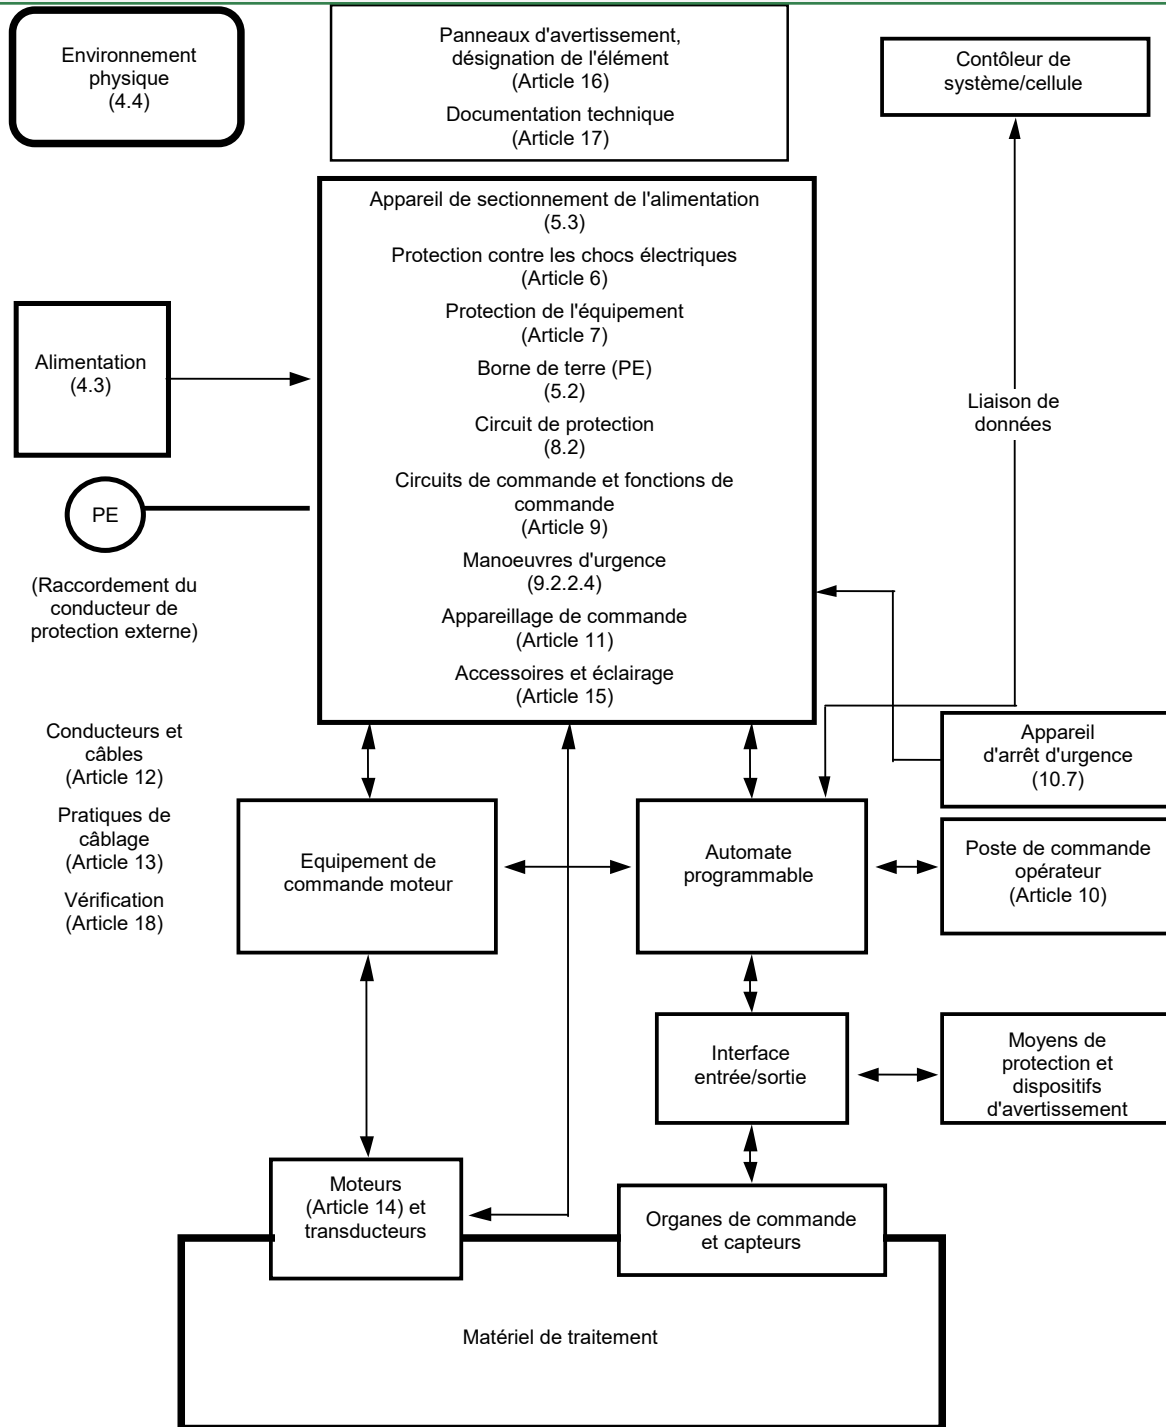 Environnement
physique
(4.4)
Panneaux d'avertissement,
désignation de l'élément
(Article 16)
Documentation technique
(Article 17)
Contôleur de
système/cellule
Appareil de sectionnement de l'alimentation
(5.3)
Protection contre les chocs électriques
(Article 6)
Protection de l'équipement
(Article 7)
Borne de terre (PE)
(5.2)
Circuit de protection
(8.2)
Circuits de commande et fonctions de
commande
(Article 9)
Manoeuvres d'urgence
(9.2.2.4)
Appareillage de commande
(Article 11)
Accessoires et éclairage
(Article 15)
Alimentation
(4.3)
PE
(Raccordement du
conducteur de
protection externe)
Liaison de
données
Conducteurs et
câbles
(Article 12)
Pratiques de
câblage
(Article 13)
Vérification
(Article 18)
Appareil
d'arrêt d'urgence
(10.7)
Equipement de
commande moteur
Automate
programmable
Poste de commande
opérateur
(Article 10)
Interface
entrée/sortie
Moyens de
protection et
dispositifs
d'avertissement
Moteurs
(Article 14) et
transducteurs
Organes de commande
et capteurs
Matériel de traitement